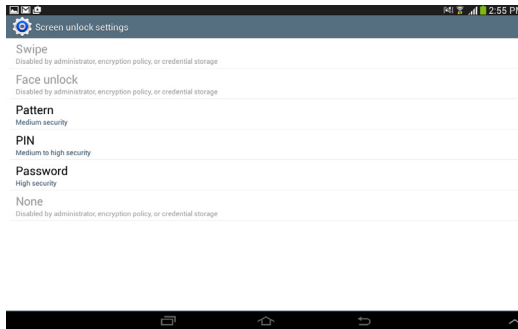 2:55 PM
Screen unlock settings
Swipe
Disabled by administrator, encryption policy, or credential storage
Face unlock
Disabled by administrator, encryption policy, or credential storage
Pattern
Medium security
PIN
Medium to high security
Password
High security
None
Disabled by administrator, encryption policy, or credential storage